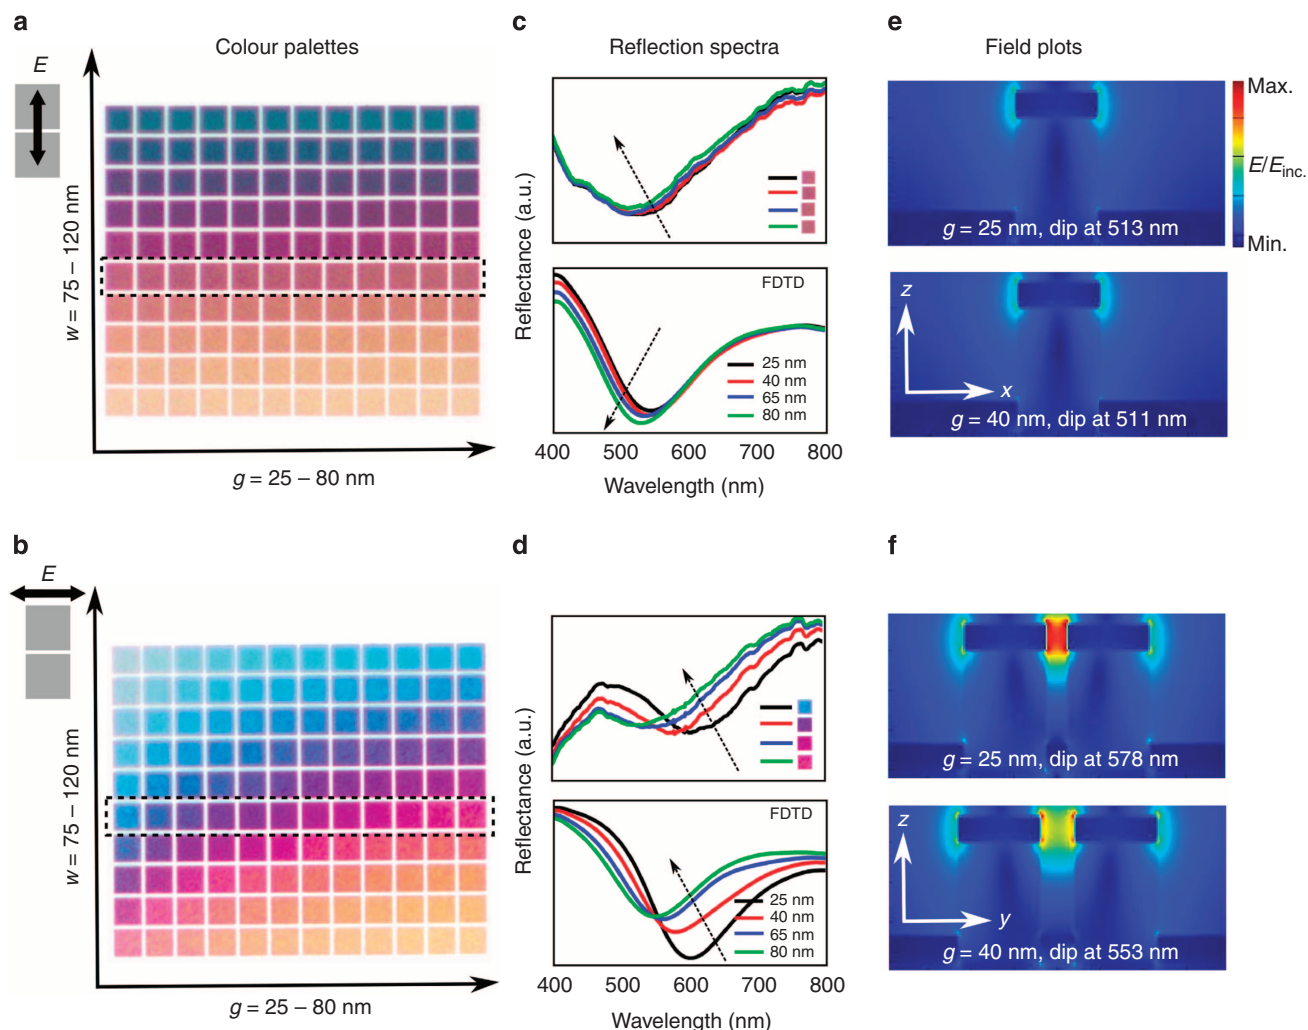 a
Colour palettes
E
w = 75 – 120 nm
g = 25 – 80 nm
c
Reflection spectra
Reflectance (a.u.)
FDTD
25 nm
40 nm
65 nm
80 nm
400 500 600 700 800
Wavelength (nm)
e
Field plots
g = 25 nm, dip at 513 nm
Max.
E/Einc.
Min.
z
x
g = 40 nm, dip at 511 nm
b
E
w = 75 – 120 nm
g = 25 – 80 nm
d
Reflectance (a.u.)
FDTD
25 nm
40 nm
65 nm
80 nm
400 500 600 700 800
Wavelength (nm)
f
g = 25 nm, dip at 578 nm
z
y
g = 40 nm, dip at 553 nm